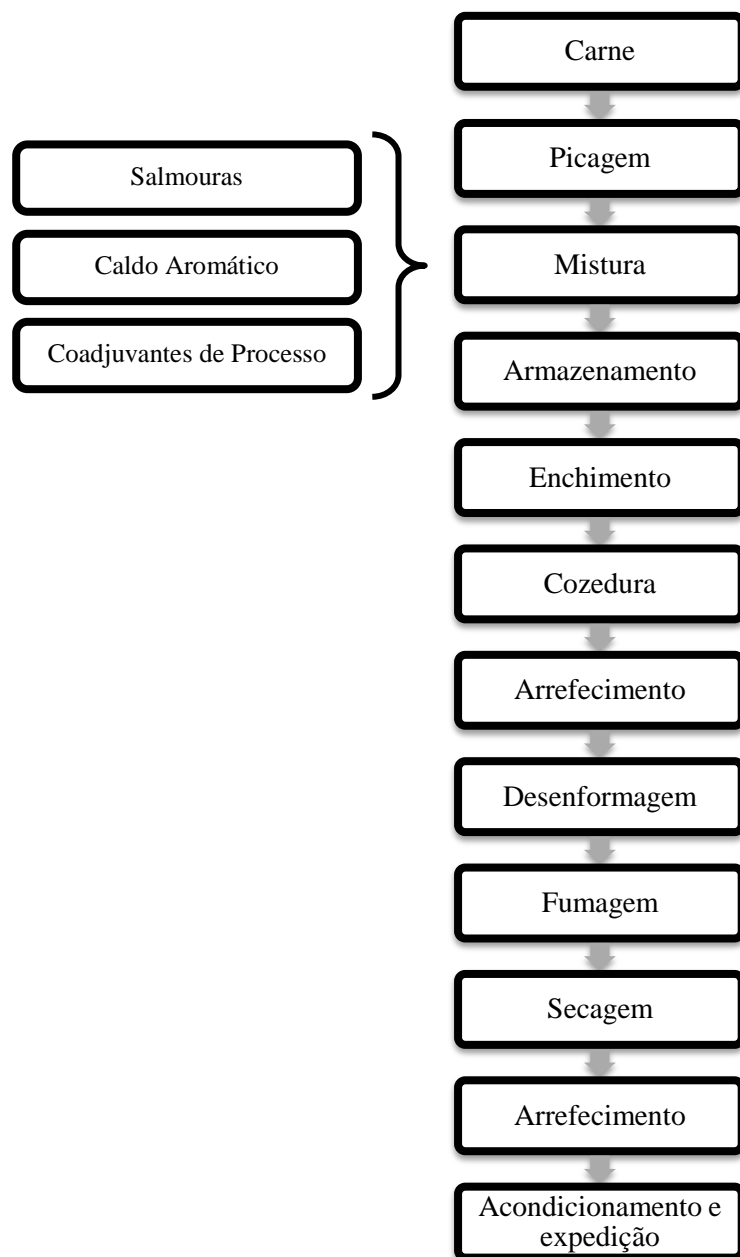 Carne
Picagem
Salmouras
Caldo Aromático
Coadjuvantes de Processo
Mistura
Armazenamento
Enchimento
Cozedura
Arrefecimento
Desenformagem
Fumagem
Secagem
Arrefecimento
Acondicionamento e
expedição